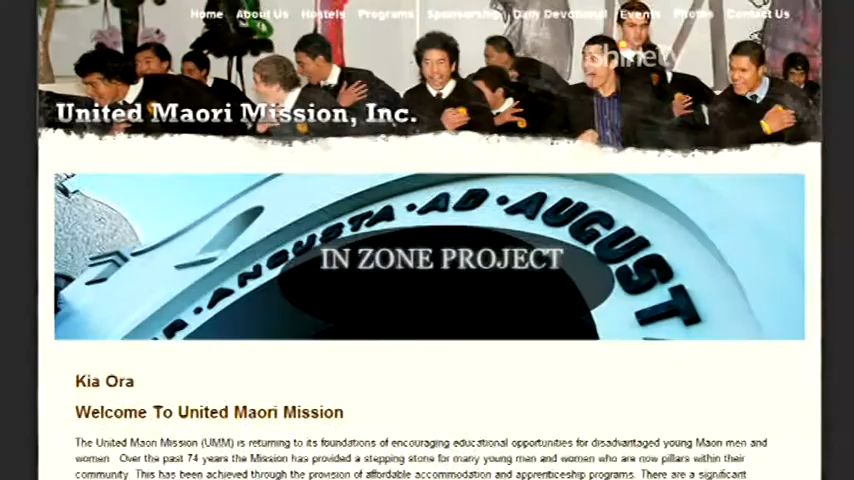 Home About Us Hostels Programs Sponsorship Daily Devotional Events Photos Contact Us
shineTV
United Maori Mission, Inc.
PER · ANGUSTA · AD · AUGUST
IN ZONE PROJECT
Kia Ora
Welcome To United Maori Mission
The United Maori Mission (UMM) is returning to its foundations of encouraging educational opportunities for disadvantaged young Maori men and
women Over the past 74 years the Mission has provided a stepping stone for many young men and women who are now pillars within their
community This has been achieved through the provision of affordable accommodation and apprenticeship programs. There are a significant